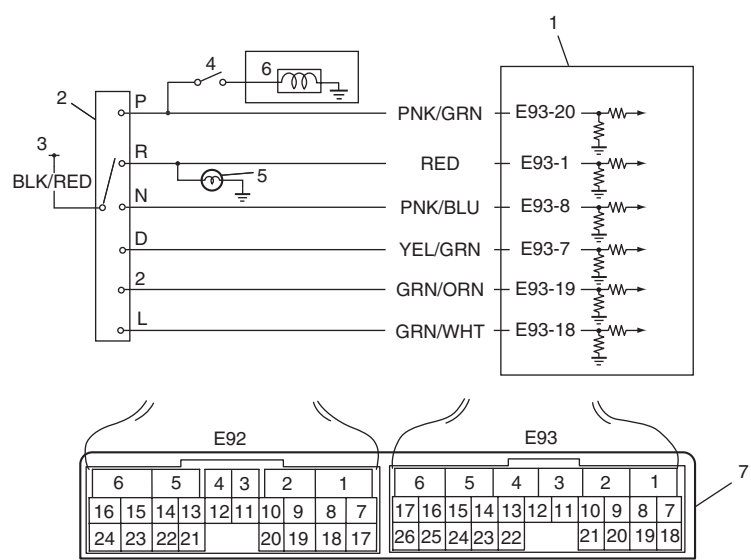 1
4
6
2
P
PNK/GRN
E93-20
3
R
RED
E93-1
BLK/RED
5
N
PNK/BLU
E93-8
D
YEL/GRN
E93-7
2
GRN/ORN
E93-19
L
GRN/WHT
E93-18
E92
E93
7
6 5 4 3 2 1
6 5 4 3 2 1
16 15 14 13 12 11 10 9 8 7
17 16 15 14 13 12 11 10 9 8 7
24 23 22 21 20 19 18 17
26 25 24 23 22 21 20 19 18